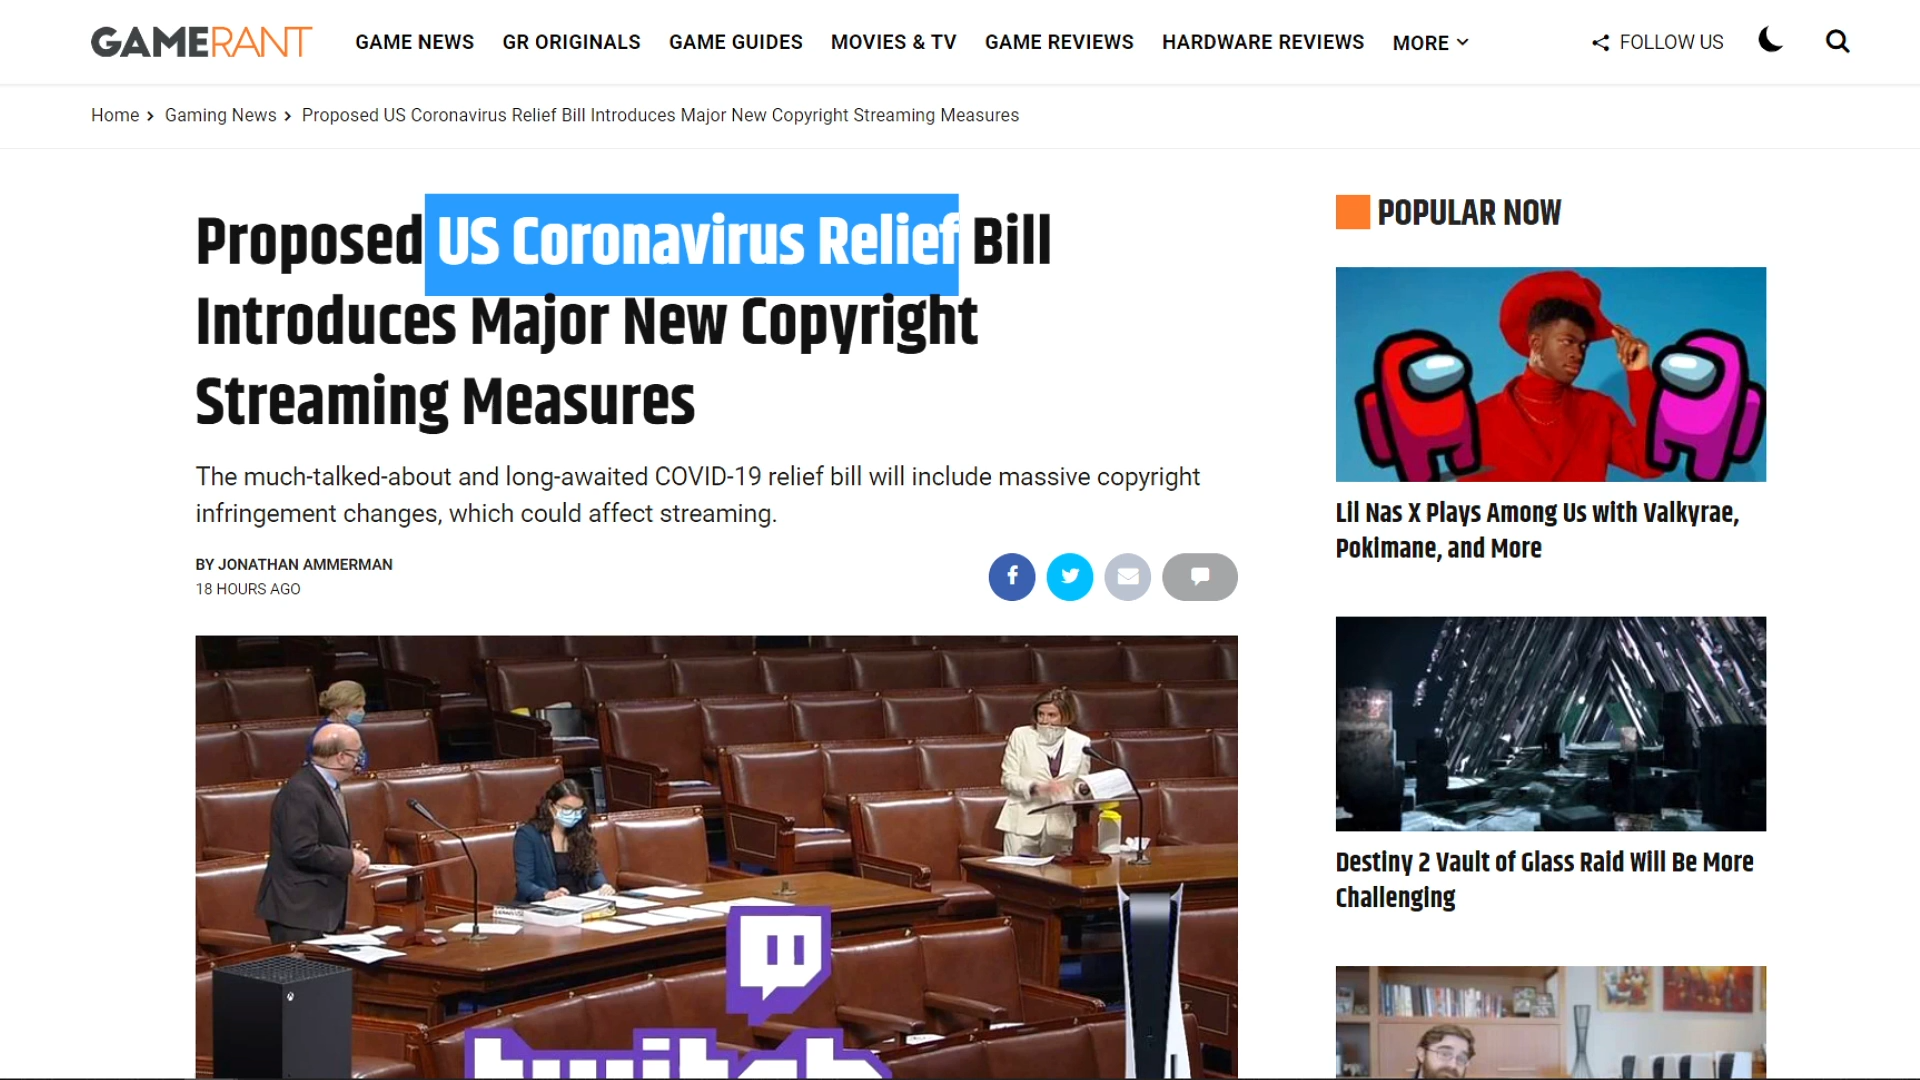 GAMERANT
GAME NEWS GR ORIGINALS GAME GUIDES MOVIES & TV GAME REVIEWS HARDWARE REVIEWS MORE FOLLOW US
Home Gaming News Proposed US Coronavirus Relief Bill Introduces Major New Copyright Streaming Measures
Proposed US Coronavirus Relief Bill
Introduces Major New Copyright
Streaming Measures
The much-talked-about and long-awaited COVID-19 relief bill will include massive copyright
infringement changes, which could affect streaming.
BY JONATHAN AMMERMAN
18 HOURS AGO
twitch
POPULAR NOW
Lil Nas X Plays Among Us with Valkyrae,
Pokimane, and More
Destiny 2 Vault of Glass Raid Will Be More
Challenging